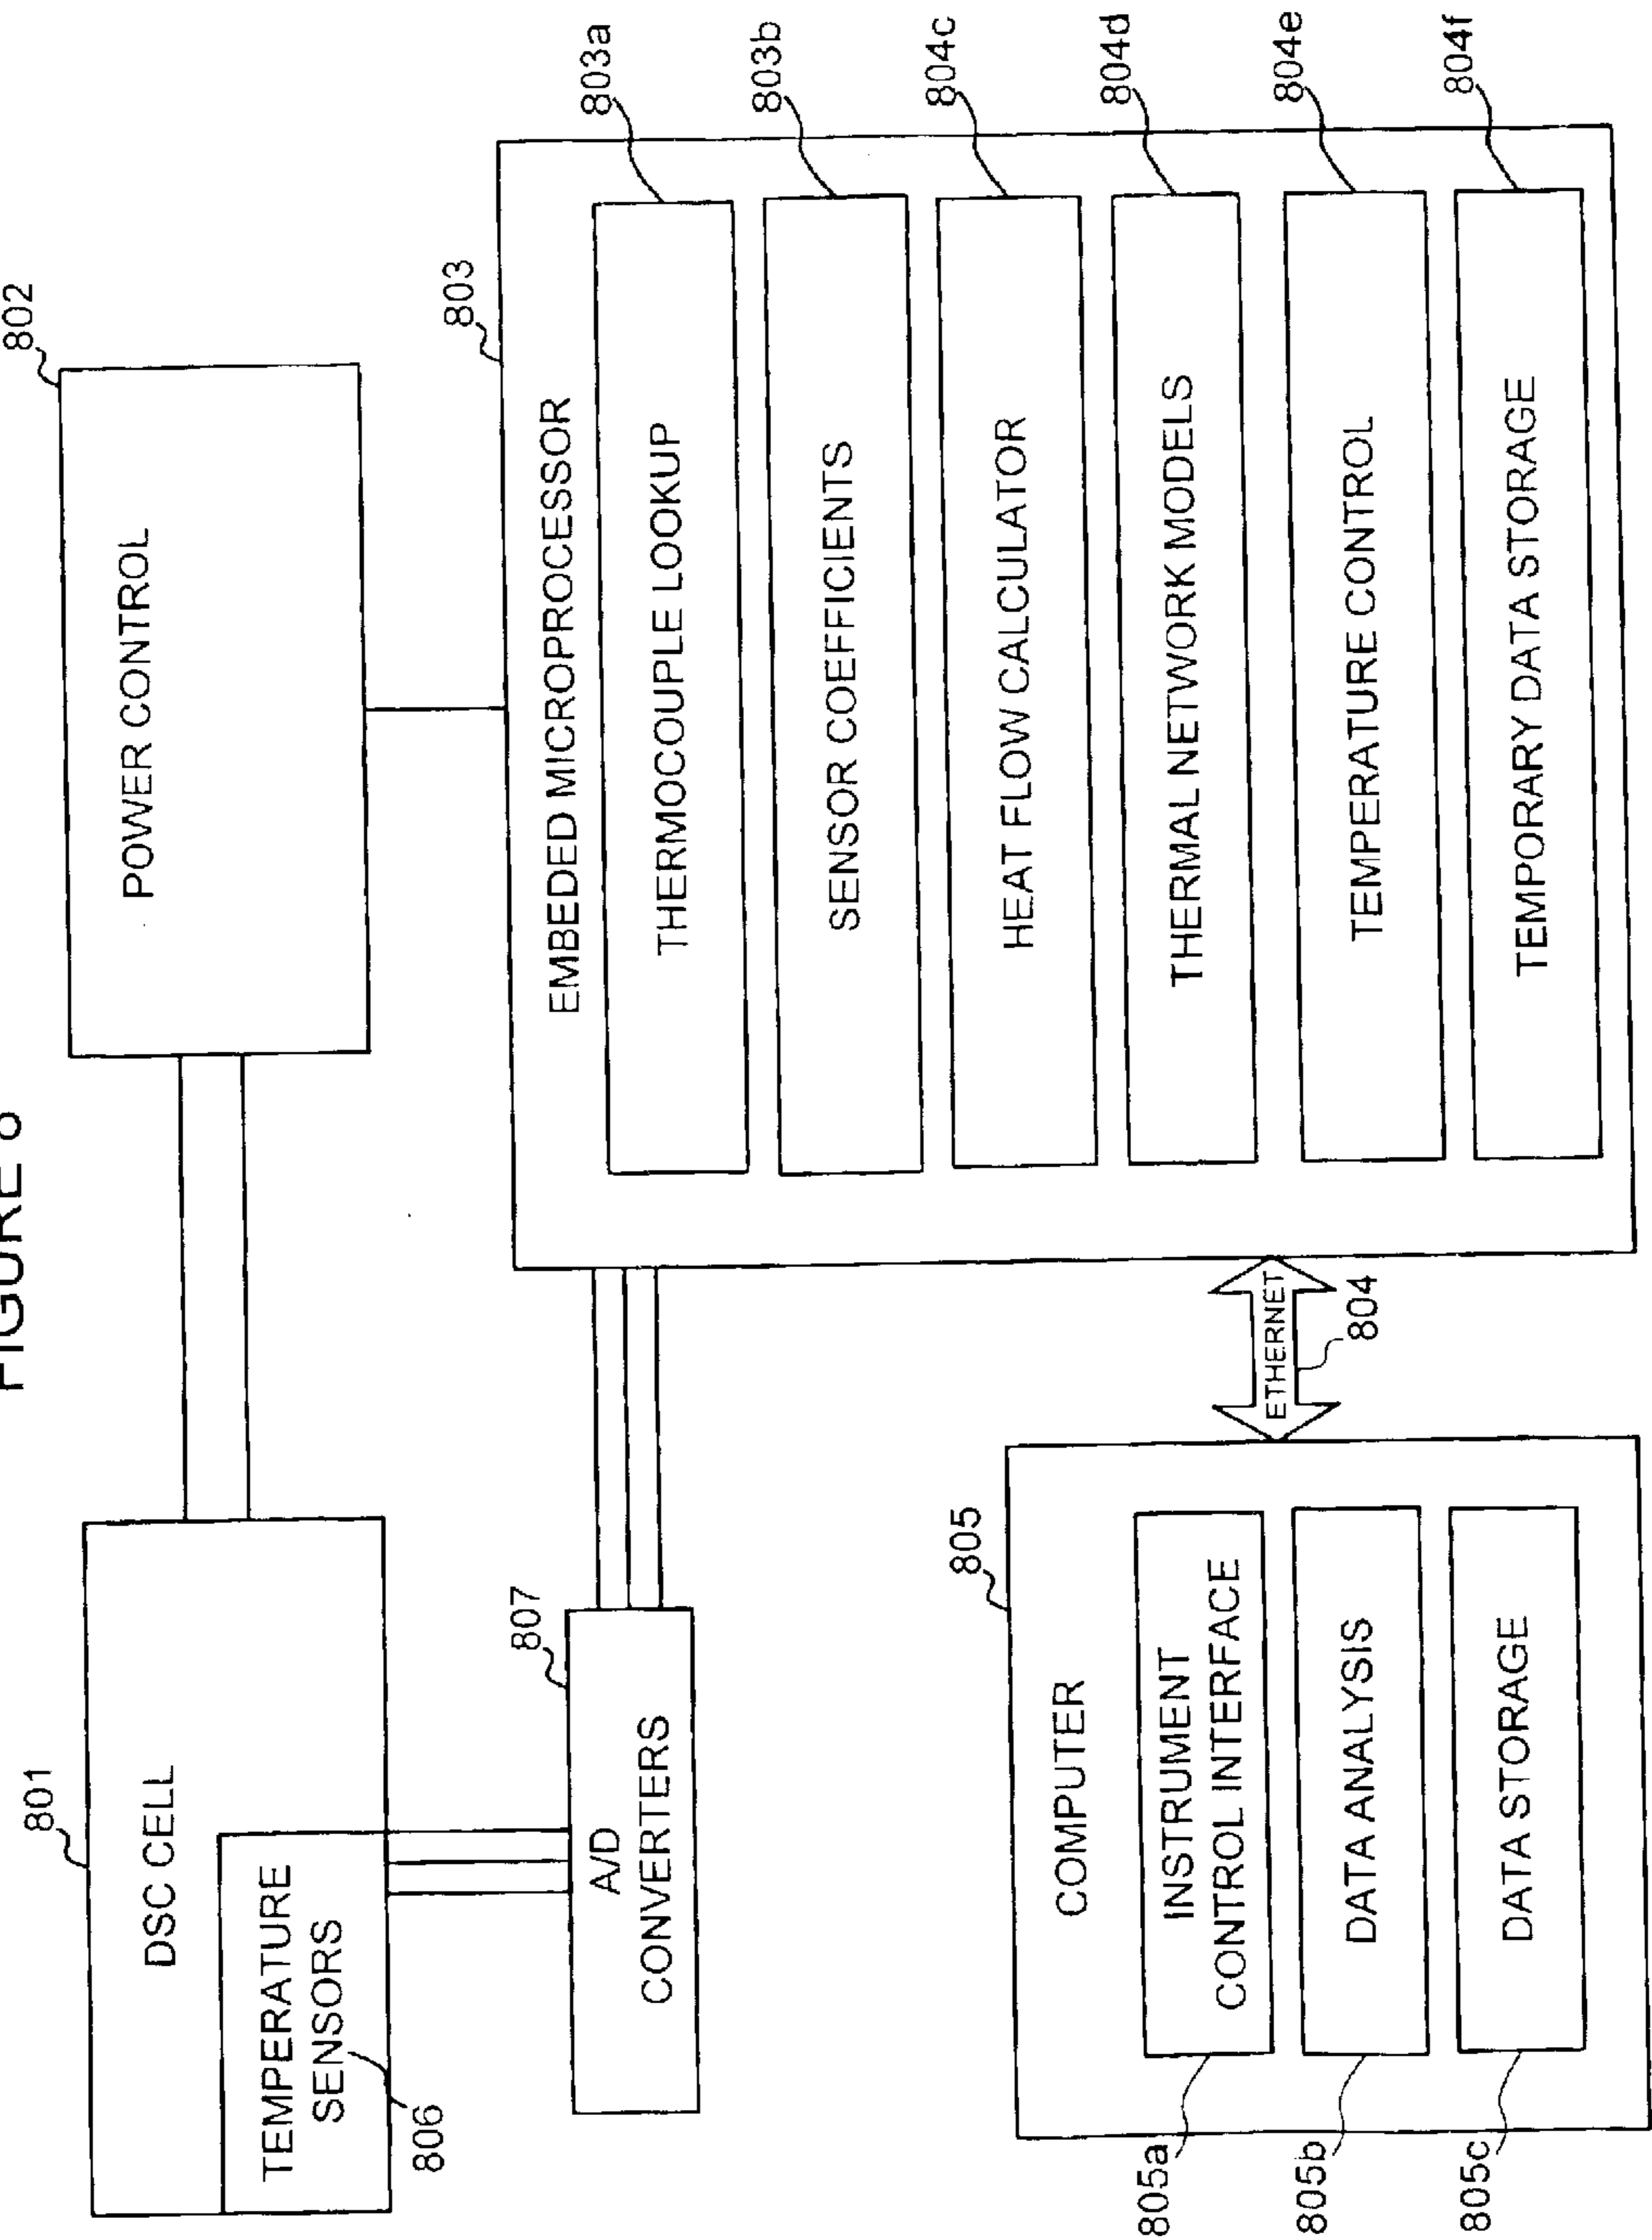 FIGURE 8
801
DSC CELL
TEMPERATURE
SENSORS
806
802
POWER CONTROL
807
A/D
CONVERTERS
803
EMBEDED MICROPROCESSOR
THERMOCOUPLE LOOKUP
803a
SENSOR COEFFICIENTS
803b
HEAT FLOW CALCULATOR
804c
THERMAL NETWORK MODELS
804d
TEMPERATURE CONTROL
804e
TEMPORARY DATA STORAGE
804f
ETHERNET
804
805
COMPUTER
INSTRUMENT
CONTROL INTERFACE
805a
DATA ANALYSIS
805b
DATA STORAGE
805c